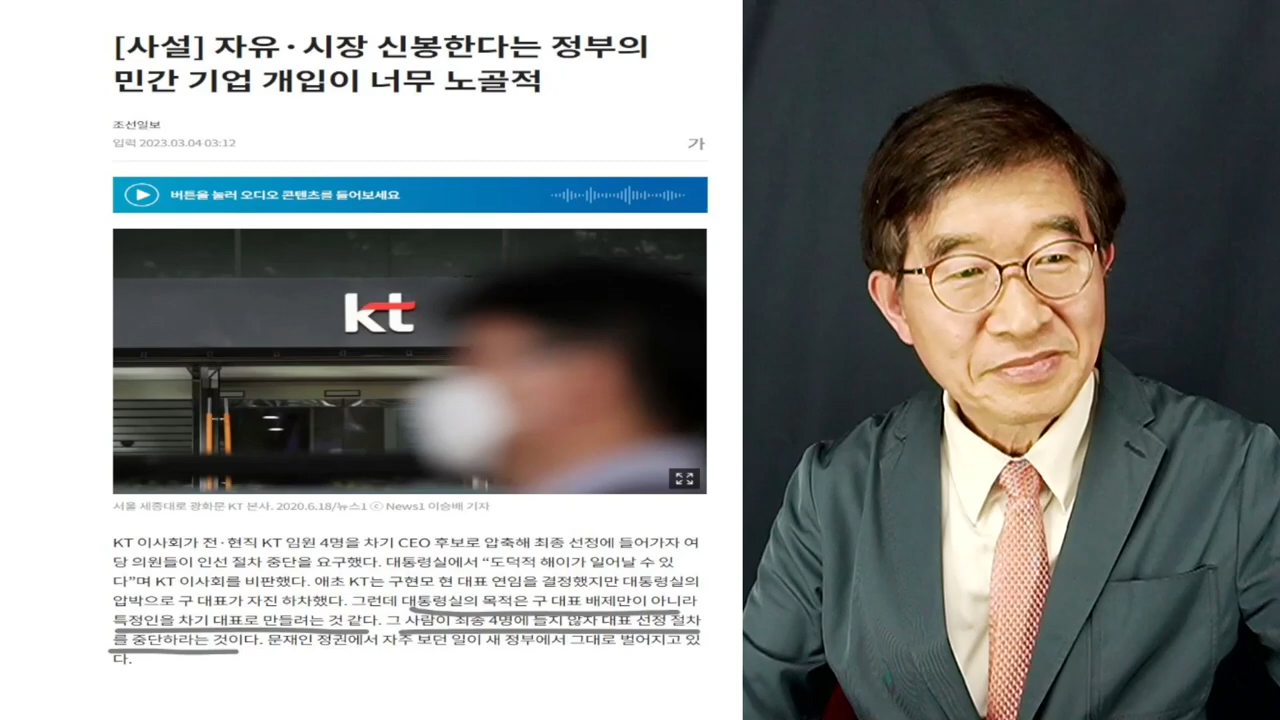 [사설] 자유·시장 신봉한다는 정부의
민간 기업 개입이 너무 노골적
조선일보
입력 2023.03.04 03:12
가
버튼을 눌러 오디오 콘텐츠를 들어보세요
kt
서울 세종대로 광화문 KT 본사. 2020.6.18/뉴스1 ⓒ News1 이승배 기자
KT 이사회가 전·현직 KT 임원 4명을 차기 CEO 후보로 압축해 최종 선정에 들어가자 여
당 의원들이 인선 절차 중단을 요구했다. 대통령실에서 “도덕적 해이가 일어날 수 있
다”며 KT 이사회를 비판했다. 애초 KT는 구현모 현 대표 연임을 결정했지만 대통령실의
압박으로 구 대표가 자진 하차했다. 그런데 대통령실의 목적은 구 대표 배제만이 아니라
특정인을 차기 대표로 만들려는 것 같다. 그 사람이 최종 4명에 들지 않자 대표 선정 절차
를 중단하라는 것이다. 문재인 정권에서 자주 보던 일이 새 정부에서 그대로 벌어지고 있
다.